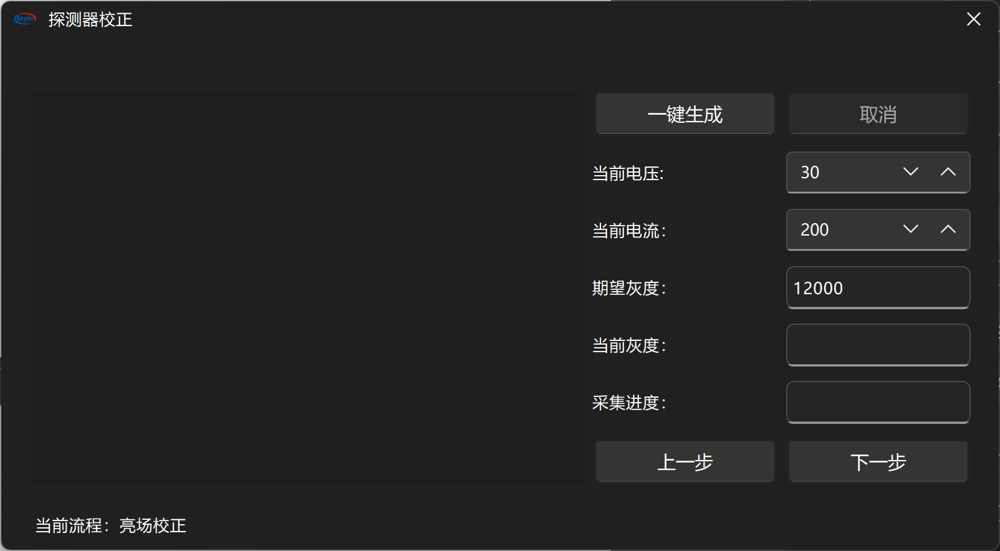 Rayim
探测器校正
一键生成
取消
当前电压:
30
当前电流：
200
期望灰度：
12000
当前灰度：
采集进度：
上一步
下一步
当前流程：亮场校正